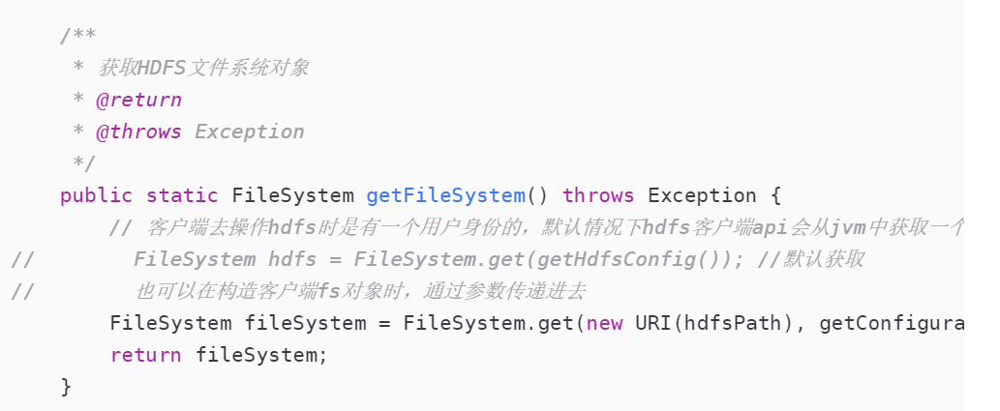 /**
 * 获取HDFS文件系统对象
 * @return
 * @throws Exception
 */
public static FileSystem getFileSystem() throws Exception {
// 客户端去操作hdfs时是有一个用户身份的，默认情况下hdfs客户端api会从jvm中获取一个
// FileSystem hdfs = FileSystem.get(getHdfsConfig()); //默认获取
// 也可以在构造客户端fs对象时，通过参数传递进去
FileSystem fileSystem = FileSystem.get(new URI(hdfsPath), getConfigura
return fileSystem;
}